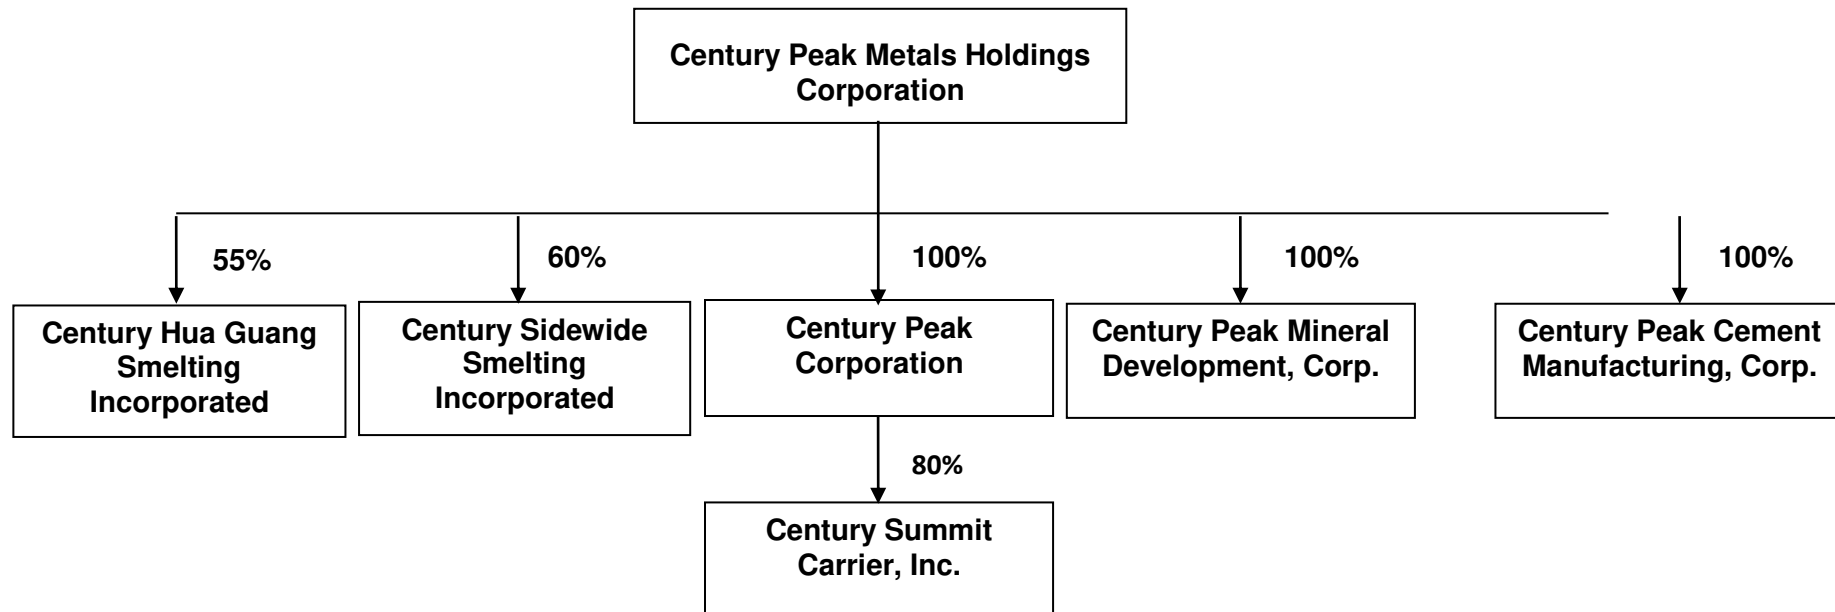 Century Peak Metals Holdings
Corporation
55%
60%
100%
100%
100%
Century Hua Guang
Smelting
Incorporated
Century Sidewide
Smelting
Incorporated
Century Peak
Corporation
Century Peak Mineral
Development, Corp.
Century Peak Cement
Manufacturing, Corp.
80%
Century Summit
Carrier, Inc.